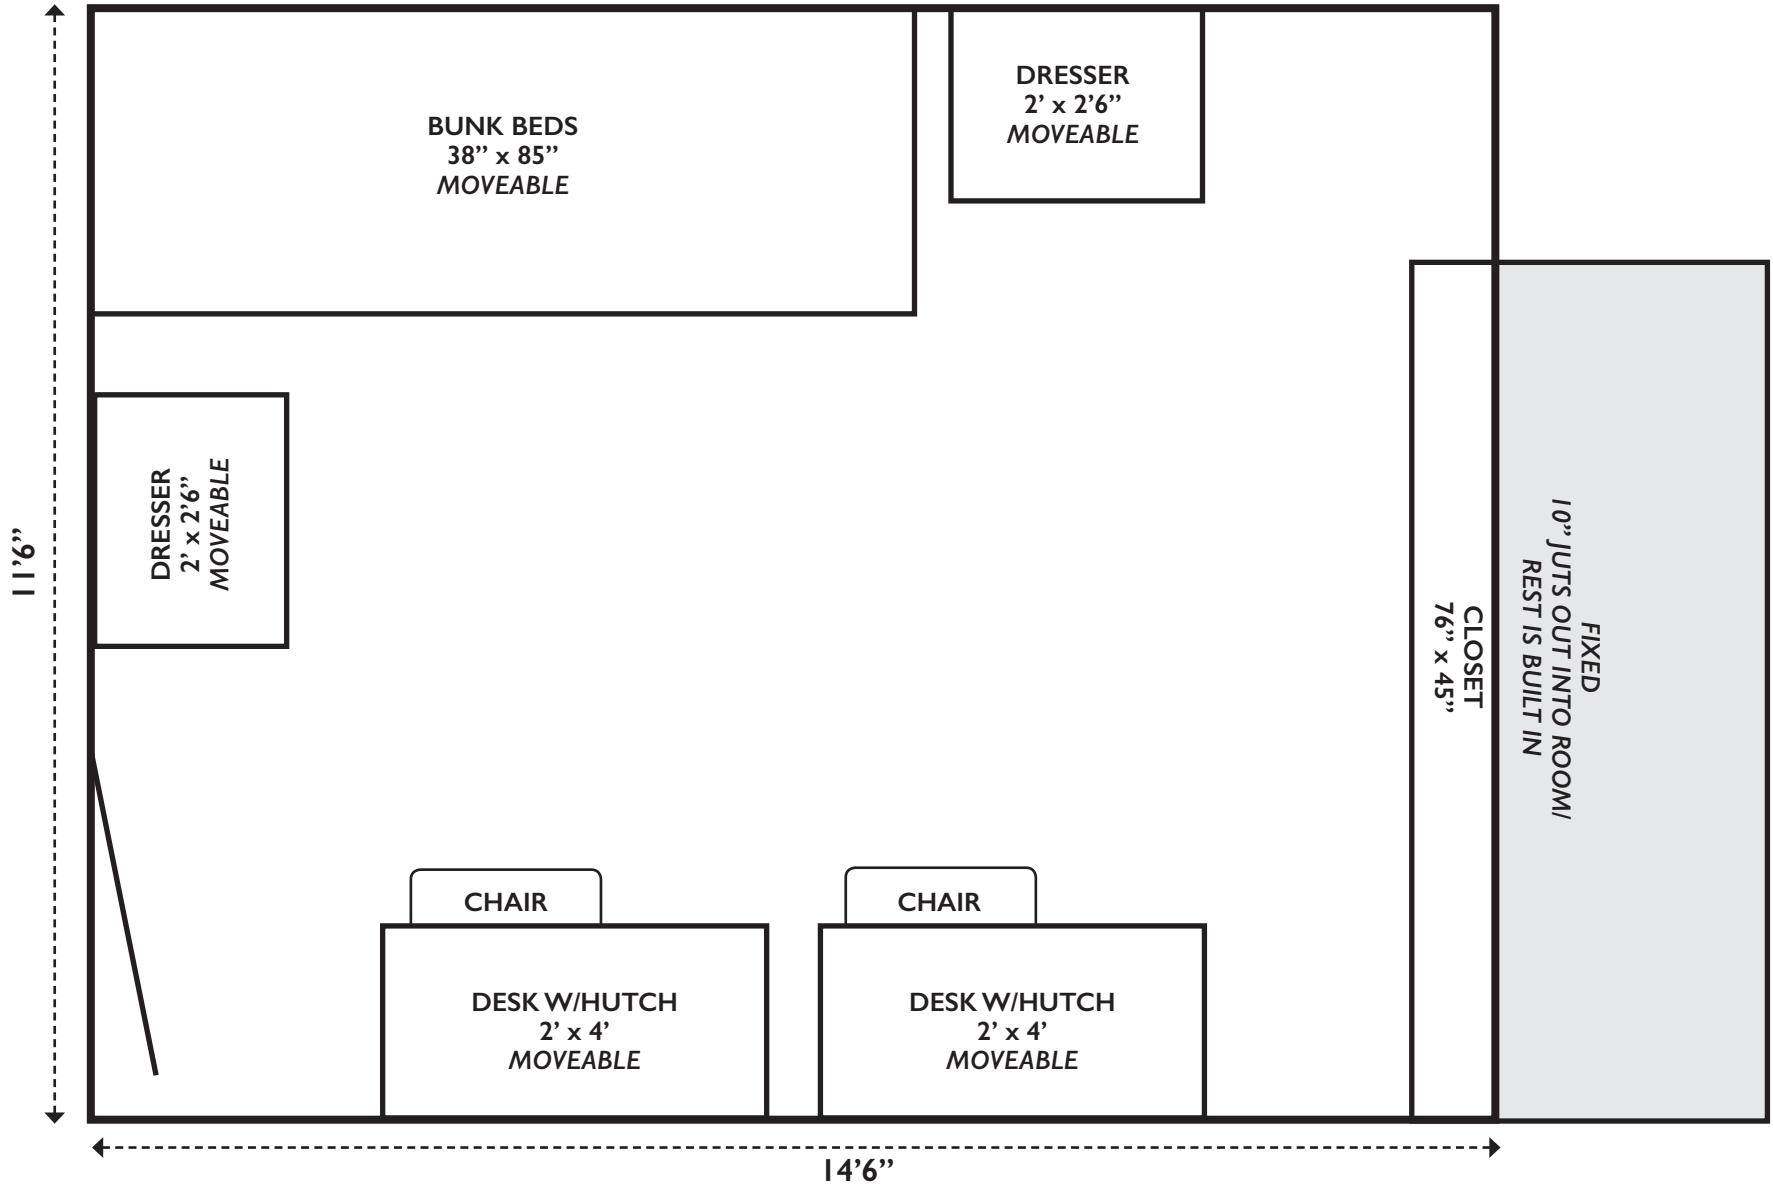 BUNK BEDS
38” x 85”
MOVEABLE
DRESSER
2’ x 2’6”
MOVEABLE
11’6”
DRESSER
2’ x 2’6”
MOVEABLE
CLOSET
76” x 45”
FIXED
10” JUTS OUT INTO ROOM/
REST IS BUILT IN
CHAIR
CHAIR
DESK W/HUTCH
2’ x 4’
MOVEABLE
DESK W/HUTCH
2’ x 4’
MOVEABLE
14’6”